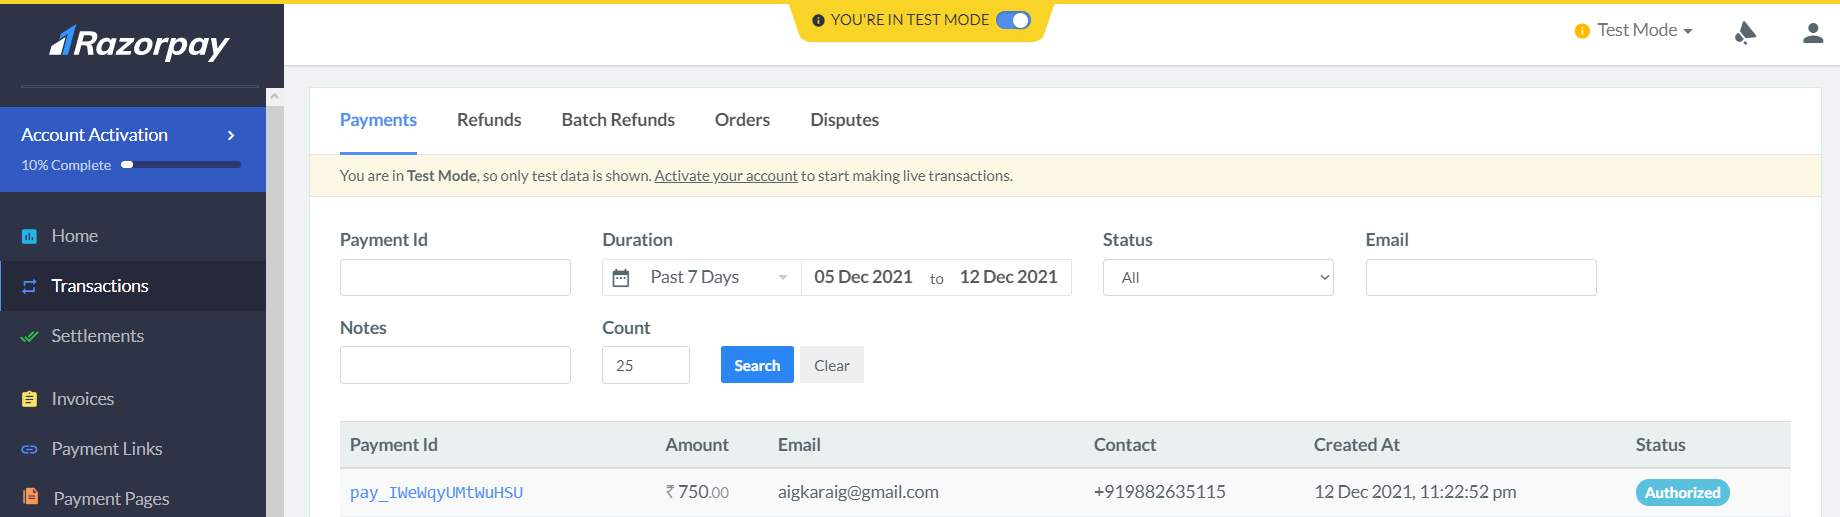 YOU'RE IN TEST MODE
Razorpay
Test Mode
Account Activation
10% Complete
Home
Transactions
Settlements
Invoices
Payment Links
Payment Pages
Payments Refunds Batch Refunds Orders Disputes
You are in Test Mode, so only test data is shown. Activate your account to start making live transactions.
Payment Id Duration Status Email
Past 7 Days 05 Dec 2021 to 12 Dec 2021 All
Notes Count
25 Search Clear
Payment Id Amount Email Contact Created At Status
pay_IWeWqyUMtWuHSU ₹ 750.00 aigkaraig@gmail.com +919882635115 12 Dec 2021, 11:22:52 pm Authorized